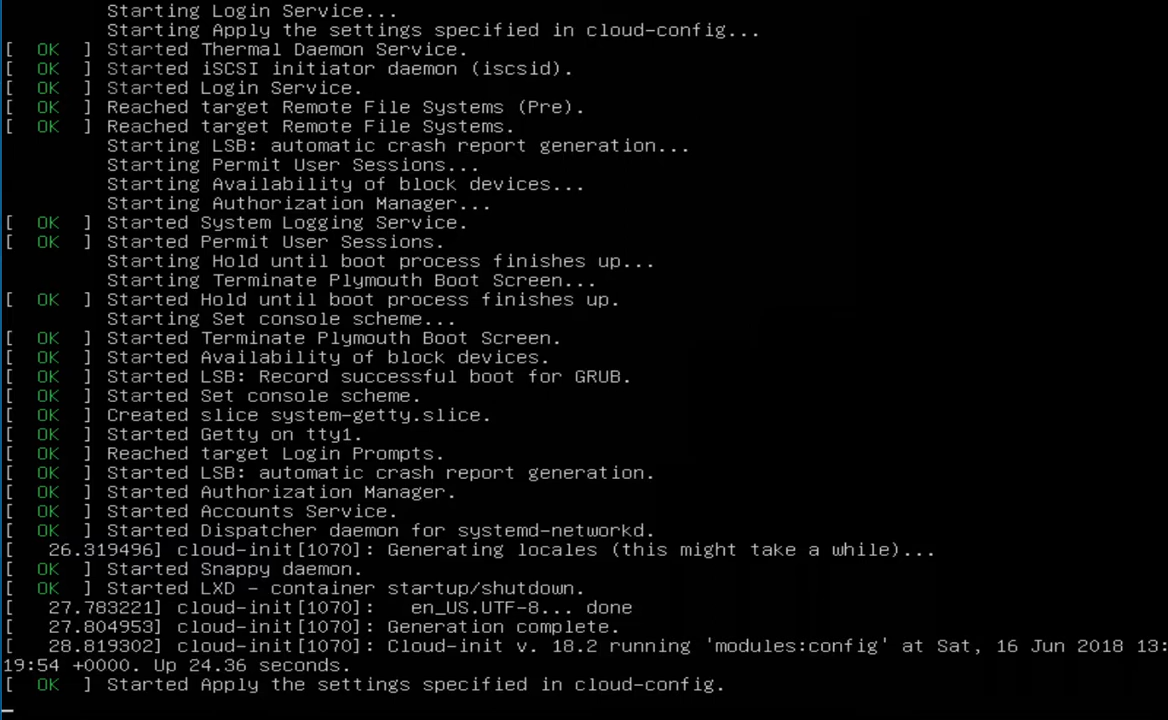 Starting Login Service...
Starting Apply the settings specified in cloud-config...
[  OK  ] Started Thermal Daemon Service.
[  OK  ] Started iSCSI initiator daemon (iscsid).
[  OK  ] Started Login Service.
[  OK  ] Reached target Remote File Systems (Pre).
[  OK  ] Reached target Remote File Systems.
Starting LSB: automatic crash report generation...
Starting Permit User Sessions...
Starting Availability of block devices...
Starting Authorization Manager...
[  OK  ] Started System Logging Service.
[  OK  ] Started Permit User Sessions.
Starting Hold until boot process finishes up...
Starting Terminate Plymouth Boot Screen...
[  OK  ] Started Hold until boot process finishes up.
Starting Set console scheme...
[  OK  ] Started Terminate Plymouth Boot Screen.
[  OK  ] Started Availability of block devices.
[  OK  ] Started LSB: Record successful boot for GRUB.
[  OK  ] Started Set console scheme.
[  OK  ] Created slice system-getty.slice.
[  OK  ] Started Getty on tty1.
[  OK  ] Reached target Login Prompts.
[  OK  ] Started LSB: automatic crash report generation.
[  OK  ] Started Authorization Manager.
[  OK  ] Started Accounts Service.
[  OK  ] Started Dispatcher daemon for systemd-networkd.
[   26.319496] cloud-init[1070]: Generating locales (this might take a while)...
[  OK  ] Started Snappy daemon.
[  OK  ] Started LXD - container startup/shutdown.
[   27.783221] cloud-init[1070]:   en_US.UTF-8... done
[   27.804953] cloud-init[1070]: Generation complete.
[   28.819302] cloud-init[1070]: Cloud-init v. 18.2 running 'modules:config' at Sat, 16 Jun 2018 13:
19:54 +0000. Up 24.36 seconds.
[  OK  ] Started Apply the settings specified in cloud-config.